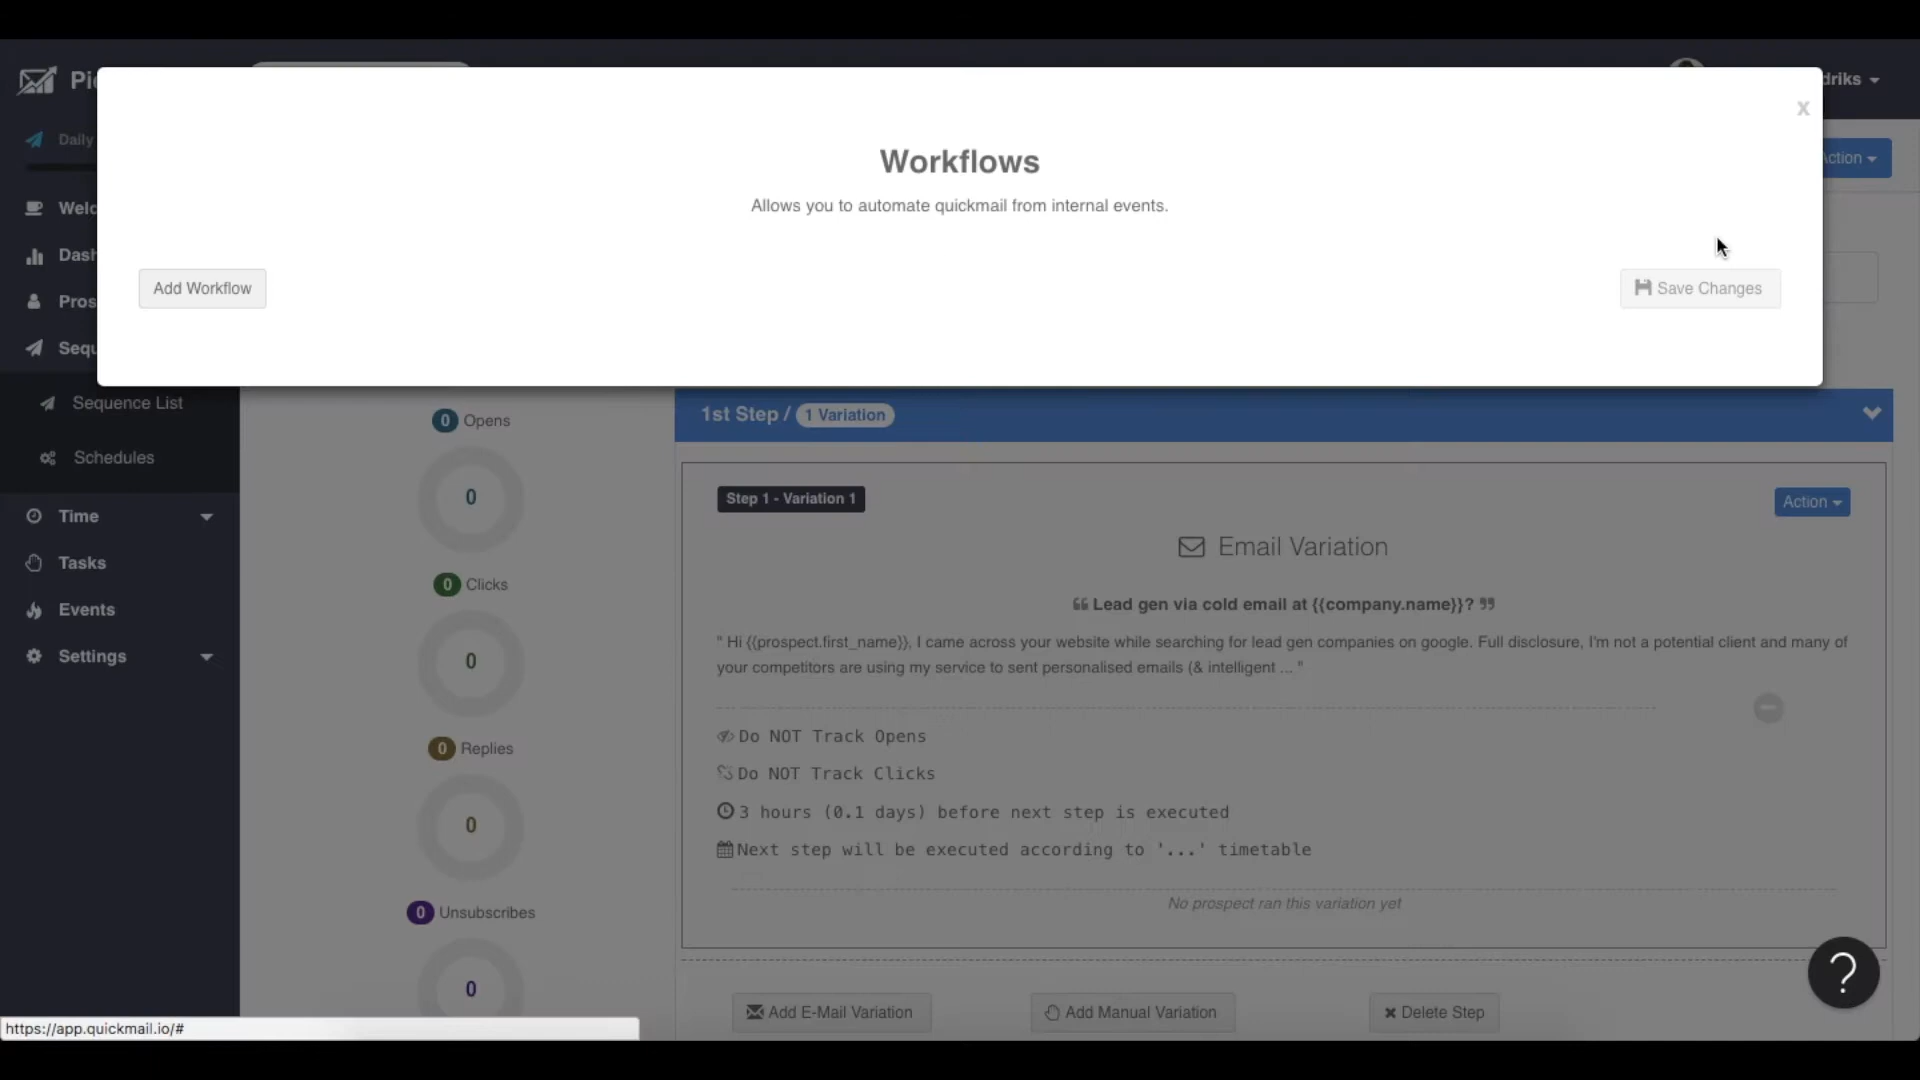 driks
x
Workflows
Allows you to automate quickmail from internal events.
Add Workflow
Save Changes
Action
Daily
Sequence List
Schedules
Time
Tasks
Events
Settings
0 Opens
0
0 Clicks
0
0 Replies
0
0 Unsubscribes
0
1st Step / 1 Variation
Step 1 - Variation 1
Action
Email Variation
❝ Lead gen via cold email at {{company.name}}? ❞
" Hi {{prospect.first_name}}, I came across your website while searching for lead gen companies on google. Full disclosure, I'm not a potential client and many of
your competitors are using my service to sent personalised emails (& intelligent ... "
Do NOT Track Opens
Do NOT Track Clicks
3 hours (0.1 days) before next step is executed
Next step will be executed according to '...' timetable
No prospect ran this variation yet
Add E-Mail Variation
Add Manual Variation
Delete Step
?
https://app.quickmail.io/#